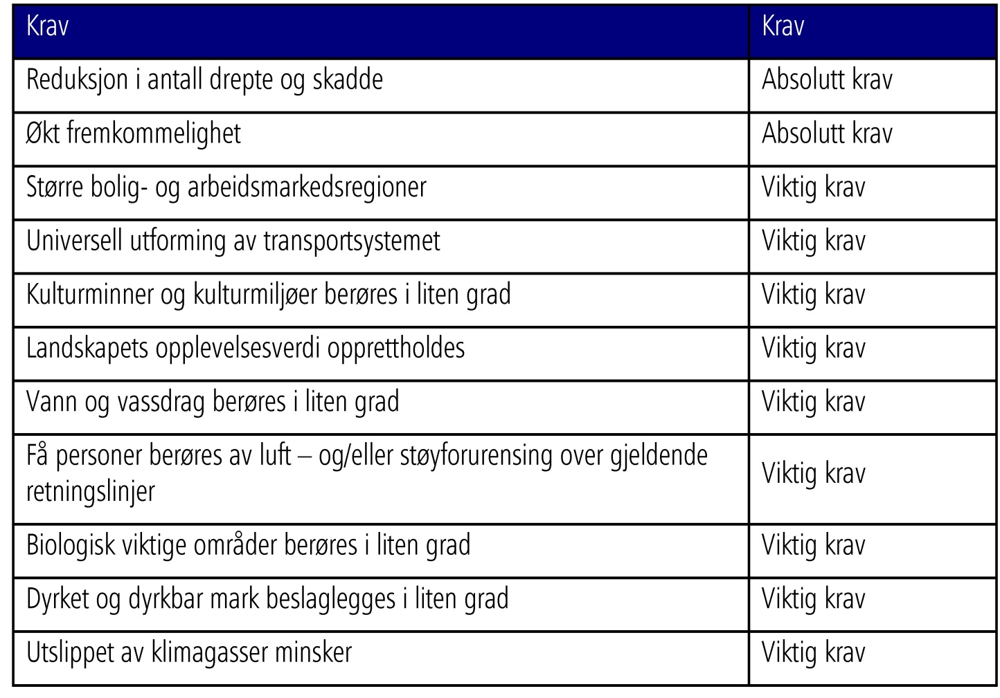 Krav Krav
Reduksjon i antall drepte og skadde Absolutt krav
Økt fremkommelighet Absolutt krav
Større bolig- og arbeidsmarkedsregioner Viktig krav
Universell utforming av transportsystemet Viktig krav
Kulturminner og kulturmiljøer berøres i liten grad Viktig krav
Landskapets opplevelsesverdi opprettholdes Viktig krav
Vann og vassdrag berøres i liten grad Viktig krav
Få personer berøres av luft – og/eller støyforurensing over gjeldende
retningslinjer
Viktig krav
Biologisk viktige områder berøres i liten grad Viktig krav
Dyrket og dyrkbar mark beslaglegges i liten grad Viktig krav
Utslippet av klimagasser minsker Viktig krav